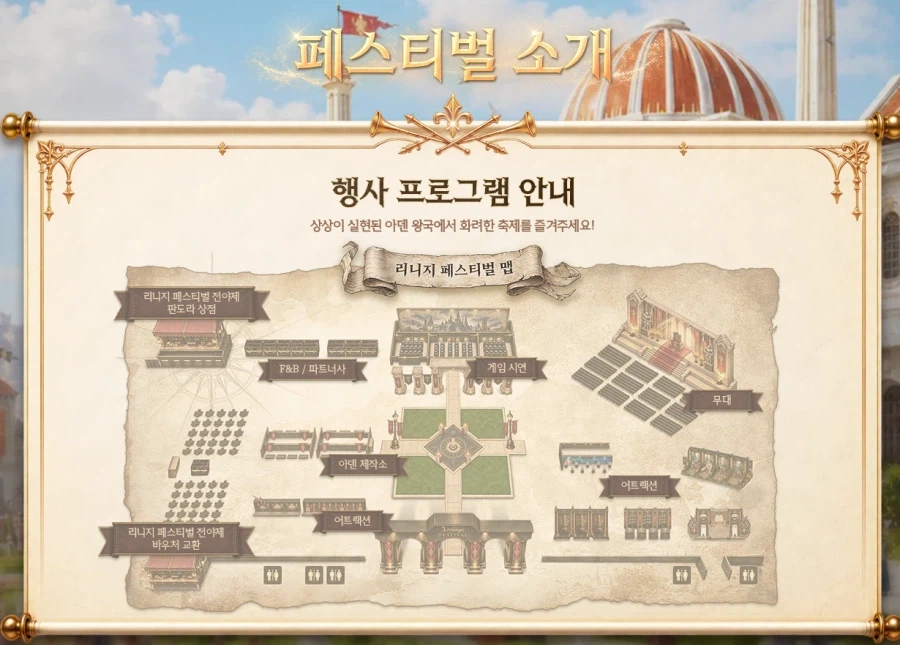 페스티벌 소개
행사 프로그램 안내
상상이 실현된 아덴 왕국에서 화려한 축제를 즐겨주세요!
리니지 페스티벌 맵
리니지 페스티벌 전야제
판도라 상점
F&B / 파트너사
게임 시연
무대
아덴 제작소
어트랙션
어트랙션
리니지 페스티벌 전야제
바우처 교환